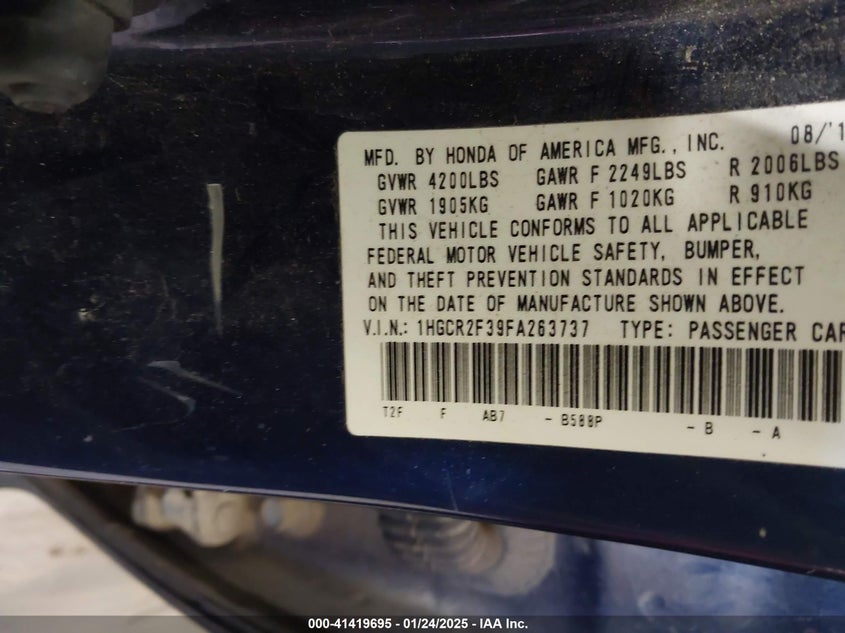 08/'1
MFD. BY HONDA OF AMERICA MFG., INC.
GVWR 4200LBS GAWR F 2249LBS R 2006LBS
GVWR 1905KG GAWR F 1020KG R 910KG
THIS VEHICLE CONFORMS TO ALL APPLICABLE
FEDERAL MOTOR VEHICLE SAFETY, BUMPER,
AND THEFT PREVENTION STANDARDS IN EFFECT
ON THE DATE OF MANUFACTURE SHOWN ABOVE.
V.I.N.: 1HGCR2F39FA263737 TYPE: PASSENGER CAR
T2F F AB7 - B588P - B - A
000-41419695 - 01/24/2025 - IAA Inc.